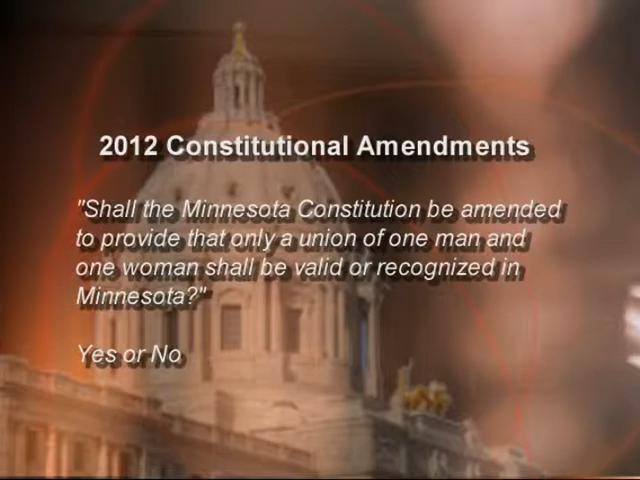 2012 Constitutional Amendments
"Shall the Minnesota Constitution be amended
to provide that only a union of one man and
one woman shall be valid or recognized in
Minnesota?"
Yes or No